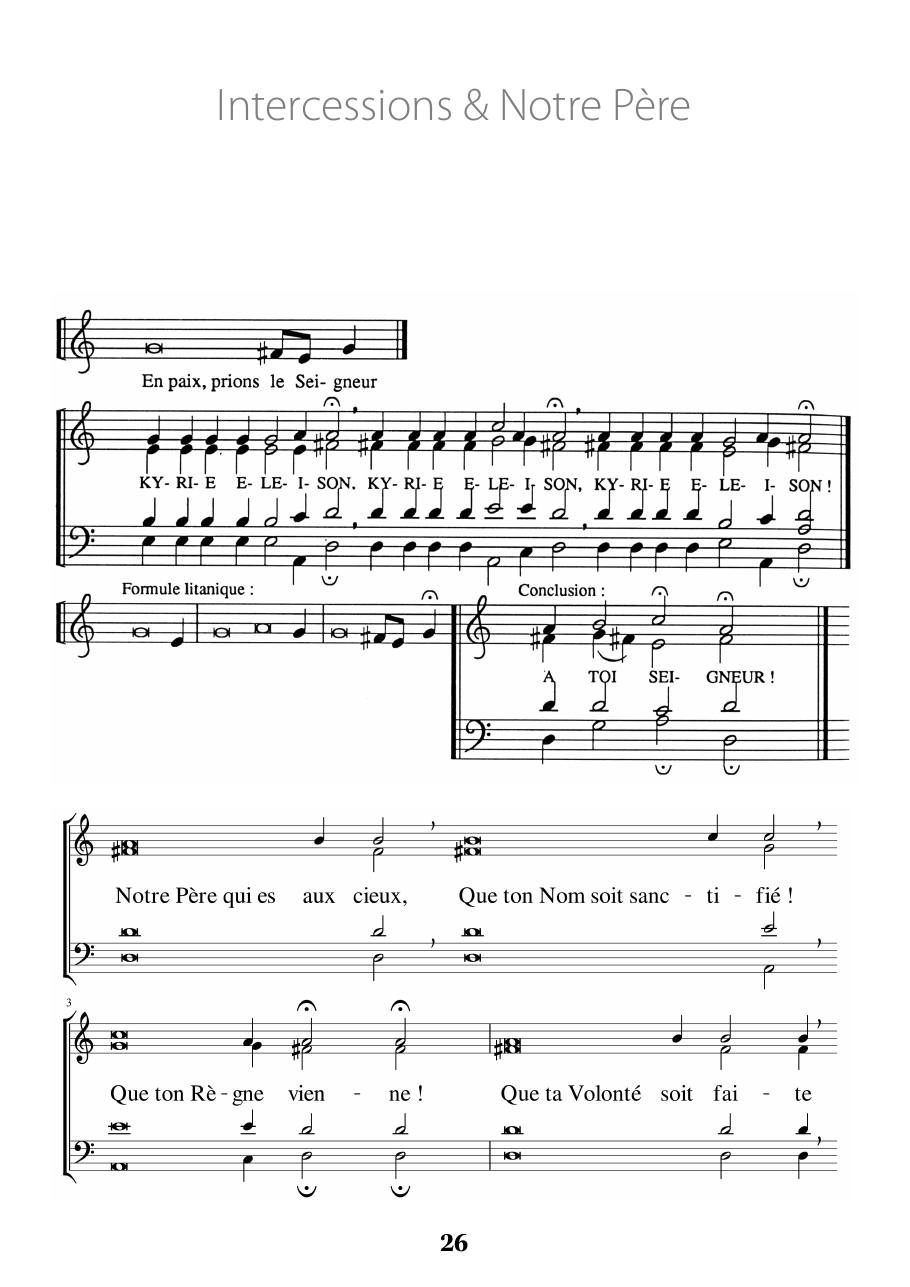 Intercessions & Notre Père
En paix, prions le Sei- gneur
KY- RI- E E- LE- I- SON. KY- RI- E E- LE- I- SON, KY- RI- E E- LE- I- SON !
Formule litanique :
Conclusion :
A TOI SEI- GNEUR !
Notre Père qui es aux cieux, Que ton Nom soit sanc - ti - fié !
3
Que ton Rè - gne vien - ne ! Que ta Volonté soit fai - te
26